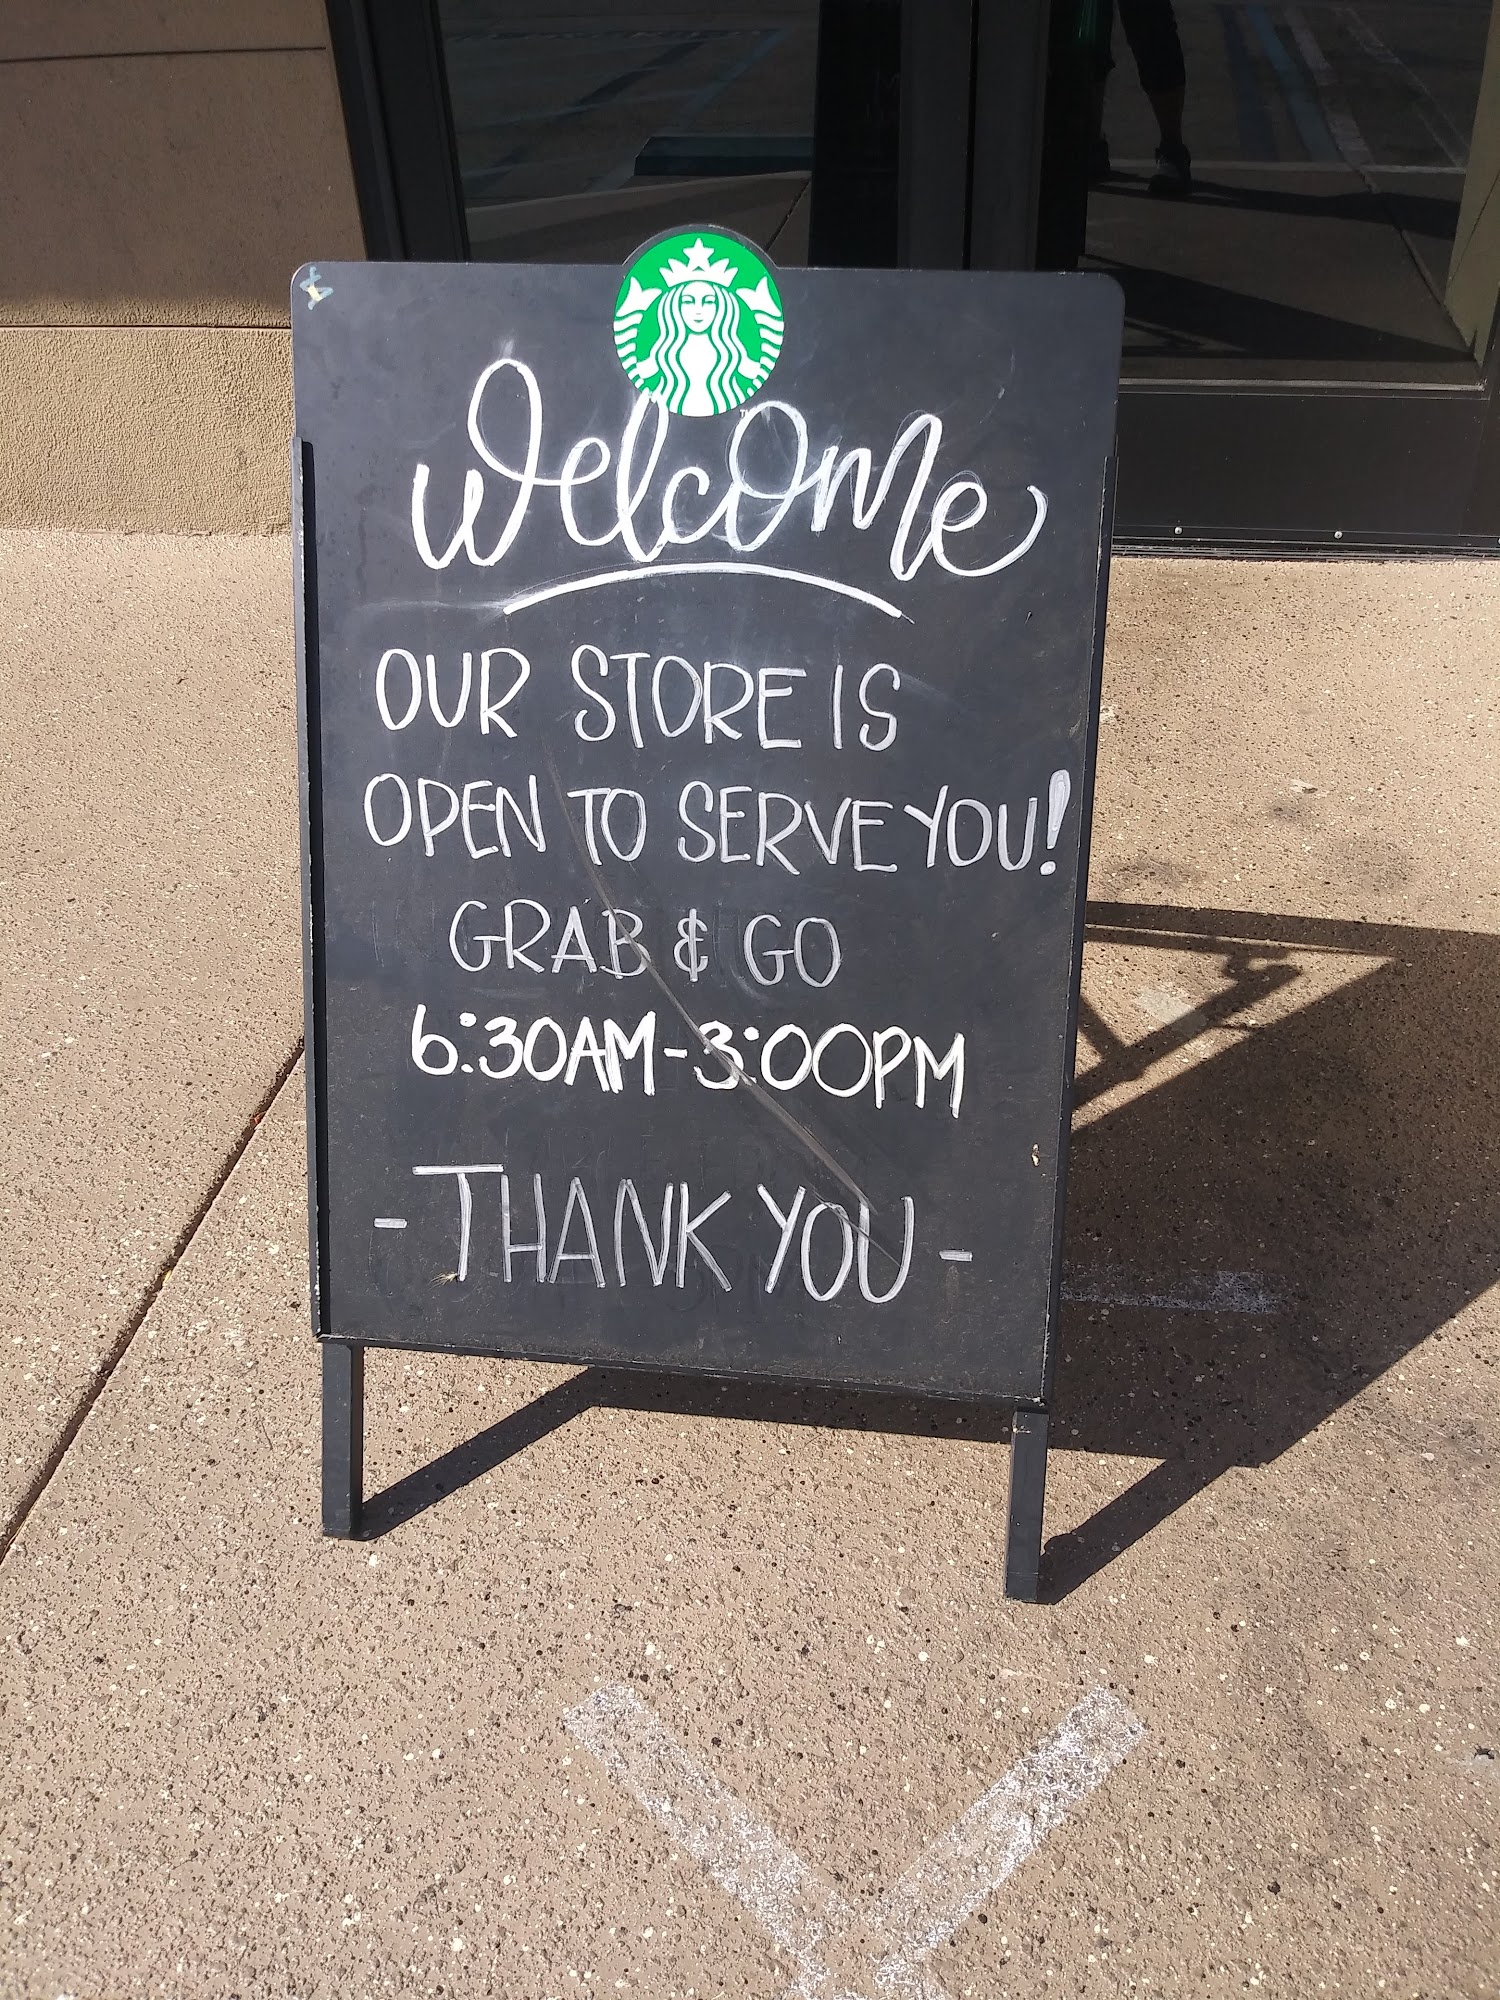 Welcome
OUR STORE IS
OPEN TO SERVE YOU!
GRAB & GO
6:30AM-3:00PM
- THANK YOU -